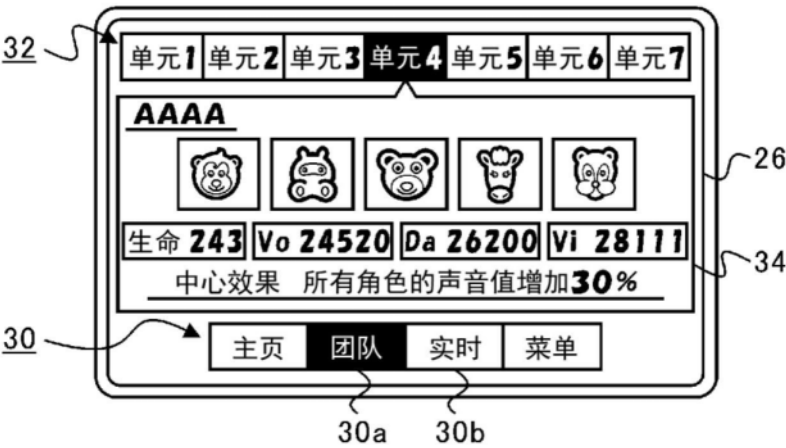 32
单元1 单元2 单元3 单元4 单元5 单元6 单元7
AAAA
26
生命 243 Vo 24520 Da 26200 Vi 28111
34
中心效果 所有角色的声音值增加30%
30
主页 团队 实时 菜单
30a 30b